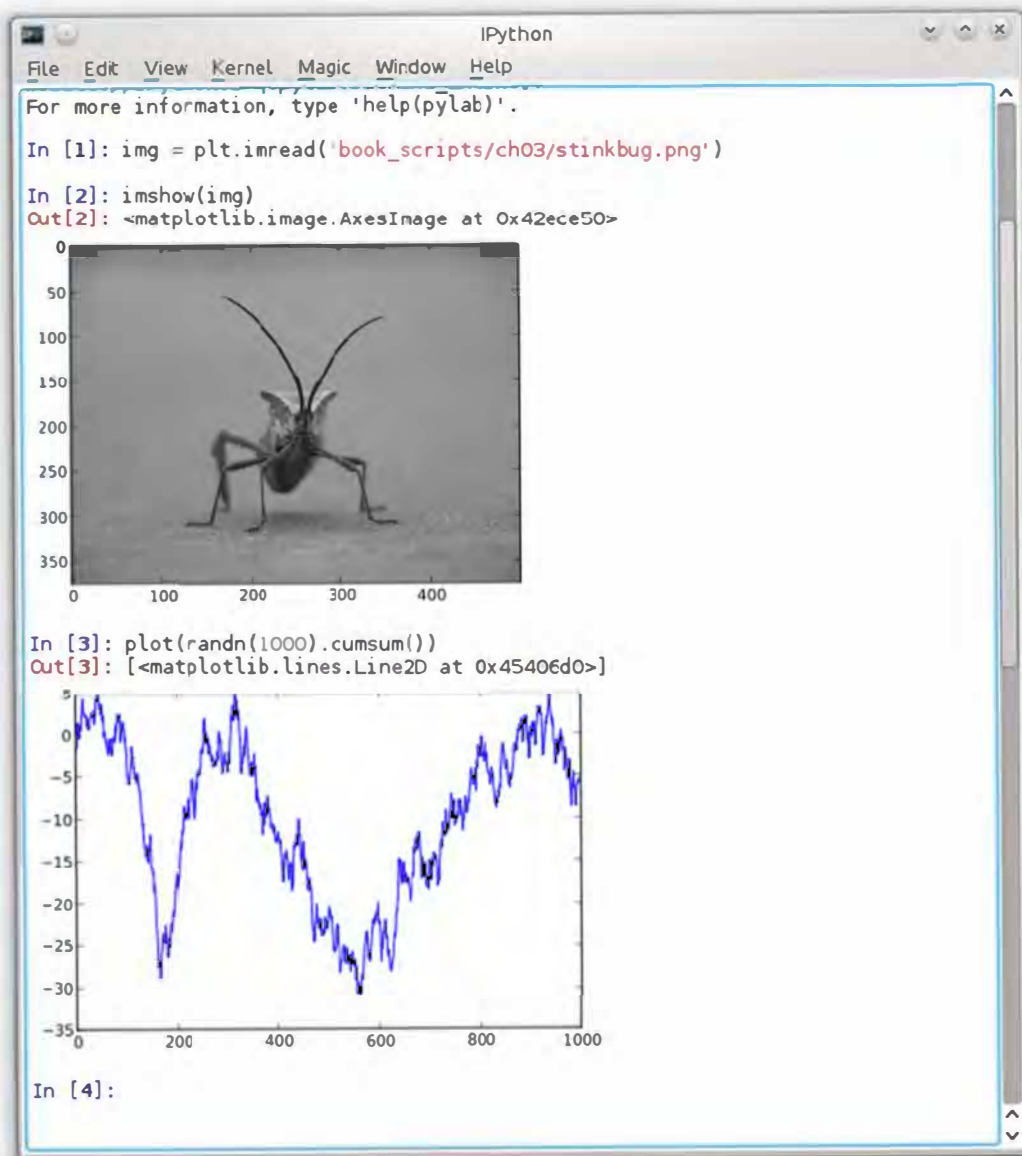 IPython
File Edit View Kernel Magic Window Help
For more information, type 'help(pylab)'.
In [1]: img = plt.imread('book_scripts/ch03/stinkbug.png')
In [2]: imshow(img)
Out[2]: <matplotlib.image.AxesImage at 0x42ece50>
0
50
100
150
200
250
300
350
0 100 200 300 400
In [3]: plot(randn(1000).cumsum())
Out[3]: [<matplotlib.lines.Line2D at 0x45406d0>]
5
0
-5
-10
-15
-20
-25
-30
-35
0 200 400 600 800 1000
In [4]: